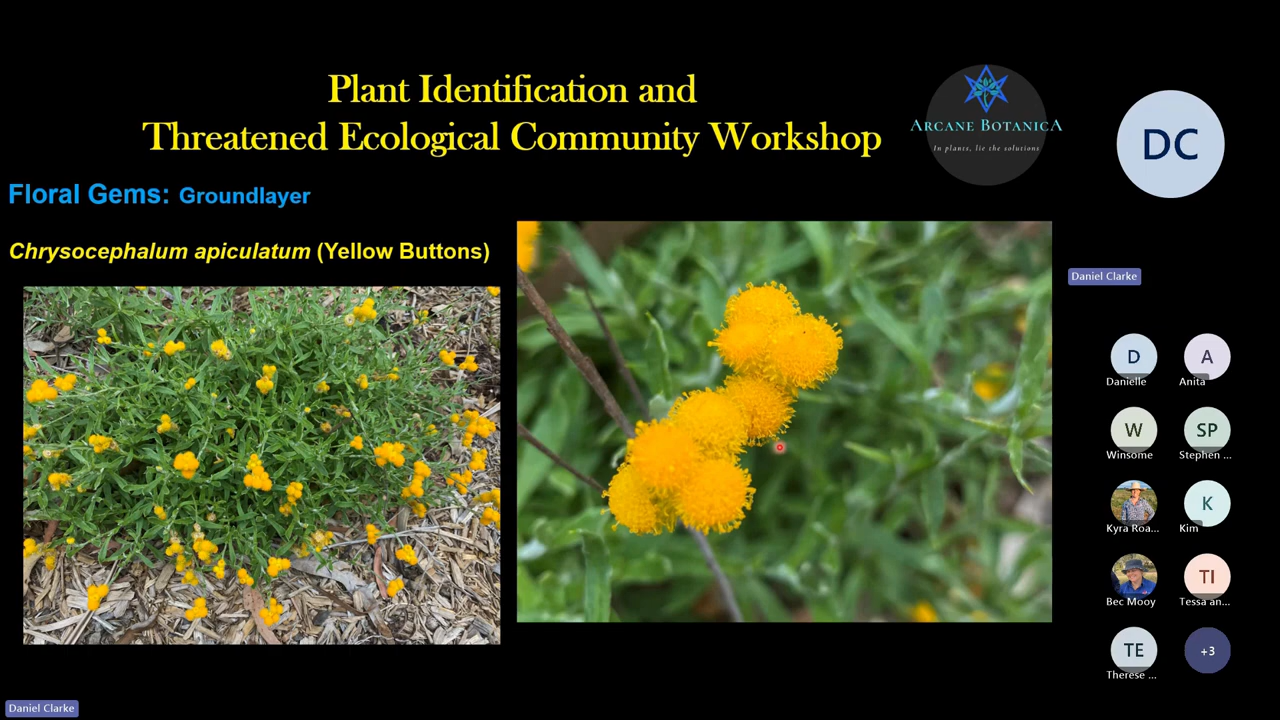 Plant Identification and
Threatened Ecological Community Workshop
ARCANE BOTANICA
In plants, lie the solutions
DC
Floral Gems: Groundlayer
Chrysocephalum apiculatum (Yellow Buttons)
Daniel Clarke
D
A
Danielle
Anita
W
SP
Winsome
Stephen ...
K
Kyra Roa...
Kim
TI
Bec Mooy
Tessa an...
TE
+3
Therese ...
Daniel Clarke